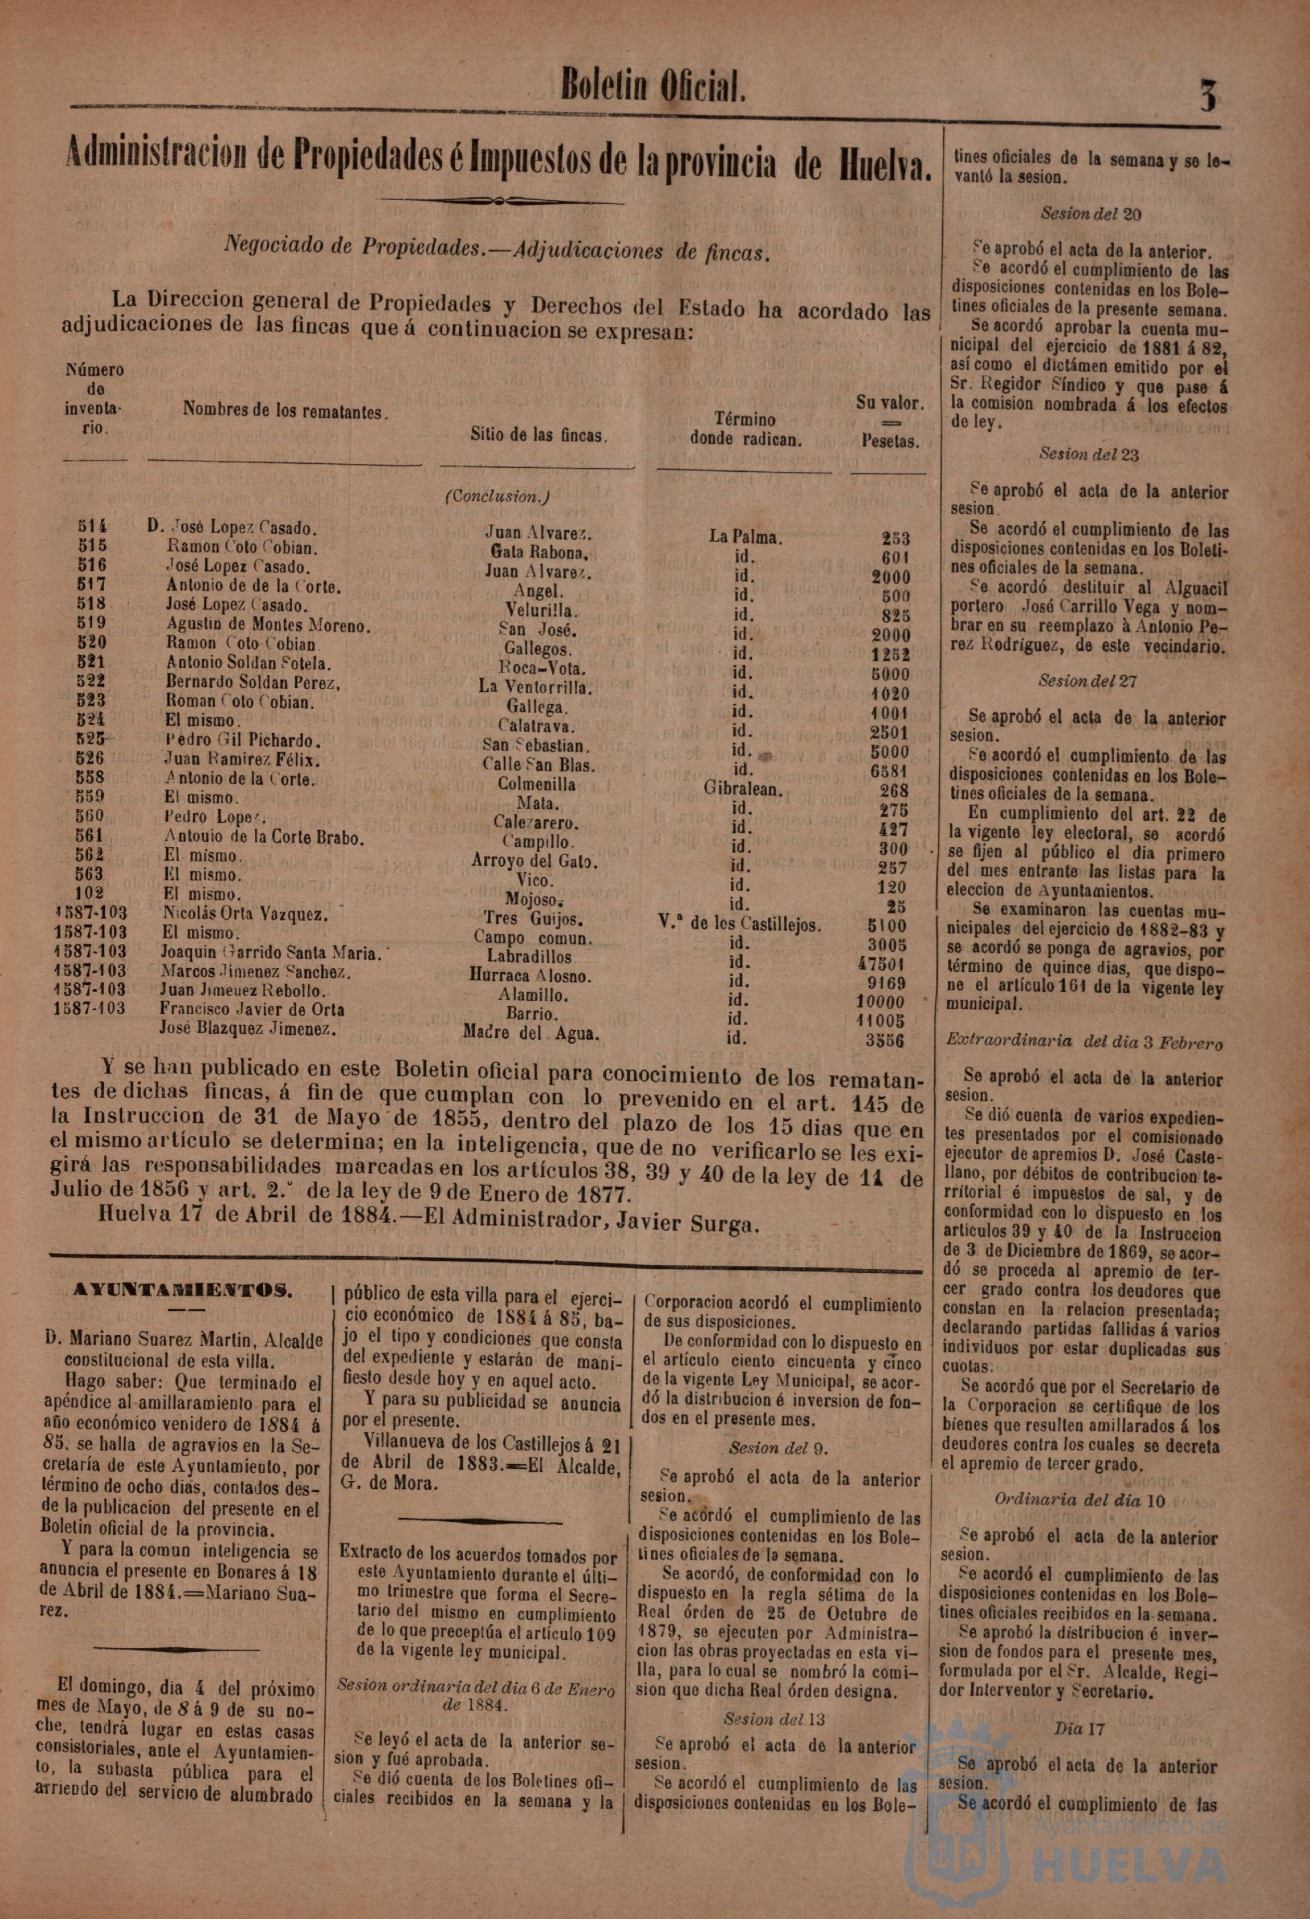 Boletin Oficial.
3
Administracion de Propiedades é Impuestos de la provincia de Huelva.
Negociado de Propiedades.—Adjudicaciones de fincas.
La Direccion general de Propiedades y Derechos del Estado ha acordado las
adjudicaciones de las fincas que á continuacion se expresan:
Número de inventa- rio. Nombres de los rematantes. Sitio de las fincas. Término donde radican. Su valor. = Pesetas.
(Conclusion.)
514 D. José Lopez Casado. Juan Alvarez. La Palma. 253
515 Ramon Coto Cobian. Gata Rabona. id. 601
516 José Lopez Casado. Juan Alvarez. id. 2000
517 Antonio de de la Corte. Angel. id. 500
518 José Lopez Casado. Velurilla. id. 825
519 Agustin de Montes Moreno. San José. id. 2000
520 Ramon Coto Cobian. Gallegos. id. 1252
521 Antonio Soldan Sotela. Roca-Vota. id. 5000
522 Bernardo Soldan Perez, La Ventorrilla. id. 1020
523 Roman Coto Cobian. Gallega. id. 1001
524 El mismo. Calatrava. id. 2501
525 Pedro Gil Pichardo. San Sebastian. id. 5000
526 Juan Ramirez Félix. Calle San Blas. id. 6581
558 Antonio de la Corte. Colmenilla Gibralean. 268
559 El mismo. Mata. id. 275
560 Pedro Lopez. Calezarero. id. 427
561 Antouio de la Corte Brabo. Campillo. id. 300
562 El mismo. Arroyo del Gato. id. 257
563 El mismo. Vico. id. 120
102 El mismo. Mojoso. id. 25
1587-103 Nicolás Orta Vazquez. Tres Guijos. V.ª de los Castillejos. 5100
1587-103 El mismo. Campo comun. id. 3005
1587-103 Joaquin Garrido Santa Maria. Labradillos id. 47501
1587-103 Marcos Jimenez Sanchez. Hurraca Alosno. id. 9169
1587-103 Juan Jimeuez Rebollo. Alamillo. id. 10000
1587-103 Francisco Javier de Orta Barrio. id. 11005
José Blazquez Jimenez. Madre del Agua. id. 3556
Y se han publicado en este Boletin oficial para conocimiento de los rematan-
tes de dichas fincas, á fin de que cumplan con lo prevenido en el art. 145 de
la Instruccion de 31 de Mayo de 1855, dentro del plazo de los 15 dias que en
el mismo artículo se determina; en la inteligencia, que de no verificarlo se les exi-
girá las responsabilidades marcadas en los artículos 38, 39 y 40 de la ley de 11 de
Julio de 1856 y art. 2.° de la ley de 9 de Enero de 1877.
Huelva 17 de Abril de 1884.—El Administrador, Javier Surga.
AYUNTAMIENTOS.
D. Mariano Suarez Martin, Alcalde
constitucional de esta villa.
Hago saber: Que terminado el
apéndice al amillaramiento para el
año económico venidero de 1884 á
85, se halla de agravios en la Se-
cretaría de este Ayuntamiento, por
término de ocho dias, contados des-
de la publicacion del presente en el
Boletin oficial de la provincia.
Y para la comun inteligencia se
anuncia el presente en Bonares á 18
de Abril de 1884.=Mariano Sua-
rez.
El domingo, dia 4 del próximo
mes de Mayo, de 8 á 9 de su no-
che, tendrá lugar en estas casas
consistoriales, ante el Ayuntamien-
to, la subasta pública para el
arriendo del servicio de alumbrado
público de esta villa para el ejerci-
cio económico de 1884 á 85, ba-
jo el tipo y condiciones que consta
del expediente y estarán de mani-
fiesto desde hoy y en aquel acto.
Y para su publicidad se anuncia
por el presente.
Villanueva de los Castillejos á 21
de Abril de 1883.=El Alcalde,
G. de Mora.
Extracto de los acuerdos tomados por
este Ayuntamiento durante el últi-
mo trimestre que forma el Secre-
tario del mismo en cumplimiento
de lo que preceptúa el artículo 109
de la vigente ley municipal.
Sesion ordinaria del dia 6 de Enero
de 1884.
Se leyó el acta de la anterior se-
sion y fué aprobada.
Se dió cuenta de los Boletines ofi-
ciales recibidos en la semana y la
Corporacion acordó el cumplimiento
de sus disposiciones.
De conformidad con lo dispuesto en
el artículo ciento cincuenta y cinco
de la vigente Ley Municipal, se acor-
dó la distribucion é inversion de fon-
dos en el presente mes.
Sesion del 9.
Se aprobó el acta de la anterior
sesion.
Se acórdó el cumplimiento de las
disposiciones contenidas en los Bole-
tines oficiales de la semana.
Se acordó, de conformidad con lo
dispuesto en la regla sétima de la
Real órden de 25 de Octubre de
1879, se ejecuten por Administra-
cion las obras proyectadas en esta vi-
lla, para lo cual se nombró la comi-
sion que dicha Real órden designa.
Sesion del 13
Se aprobó el acta de la anterior
sesion.
Se acordó el cumplimiento de las
disposiciones contenidas en los Bole-
tines oficiales de la semana y se le-
vantó la sesion.
Sesion del 20
Se aprobó el acta de la anterior.
Se acordó el cumplimiento de las
disposiciones contenidas en los Bole-
tines oficiales de la presente semana.
Se acordó aprobar la cuenta mu-
nicipal del ejercicio de 1881 á 82,
así como el dictámen emitido por el
Sr. Regidor Síndico y que pase á
la comision nombrada á los efectos
de ley.
Sesion del 23
Se aprobó el acta de la anterior
sesion.
Se acordó el cumplimiento de las
disposiciones contenidas en los Boleti-
nes oficiales de la semana.
Se acordó destituir al Alguacil
portero José Carrillo Vega y nom-
brar en su reemplazo à Antonio Pe-
rez Rodriguez, de este vecindario.
Sesion del 27
Se aprobó el acta de la anterior
sesion.
Se acordó el cumplimiento de las
disposiciones contenidas en los Bole-
tines oficiales de la semana.
En cumplimiento del art. 22 de
la vigente ley electoral, se acordó
se fijen al público el dia primero
del mes entrante las listas para la
eleccion de Ayuntamientos.
Se examinaron las cuentas mu-
nicipales del ejercicio de 1882-83 y
se acordó se ponga de agravios, por
término de quince dias, que dispo-
ne el artículo 161 de la vigente ley
municipal.
Extraordinaria del dia 3 Febrero
Se aprobó el acta de la anterior
sesion.
Se dió cuenta de varios expedien-
tes presentados por el comisionado
ejecutor de apremios D. José Caste-
llano, por débitos de contribucion te-
rritorial é impuestos de sal, y de
conformidad con lo dispuesto en los
artículos 39 y 40 de la Instruccion
de 3 de Diciembre de 1869, se acor-
dó se proceda al apremio de ter-
cer grado contra los deudores que
constan en la relacion presentada;
declarando partidas fallidas á varios
individuos por estar duplicadas sus
cuotas.
Se acordó que por el Secretario de
la Corporacion se certifique de los
bienes que resulten amillarados á los
deudores contra los cuales se decreta
el apremio de tercer grado.
Ordinaria del dia 10
Se aprobó el acta de la anterior
sesion.
Se acordó el cumplimiento de las
disposiciones contenidas en los Bole-
tines oficiales recibidos en la semana.
Se aprobó la distribucion é inver-
sion de fondos para el presente mes,
formulada por el Sr. Alcalde, Regi-
dor Interventor y Secretario.
Dia 17
Se aprobó el acta de la anterior
sesion.
Se acordó el cumplimiento de las
Ayuntamiento de
HUELVA